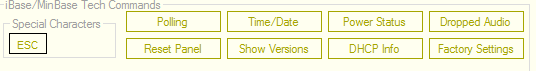 iBase/MinBase Tech Commands
Special Characters
ESC
Polling Time/Date Power Status Dropped Audio
Reset Panel Show Versions DHCP Info Factory Settings